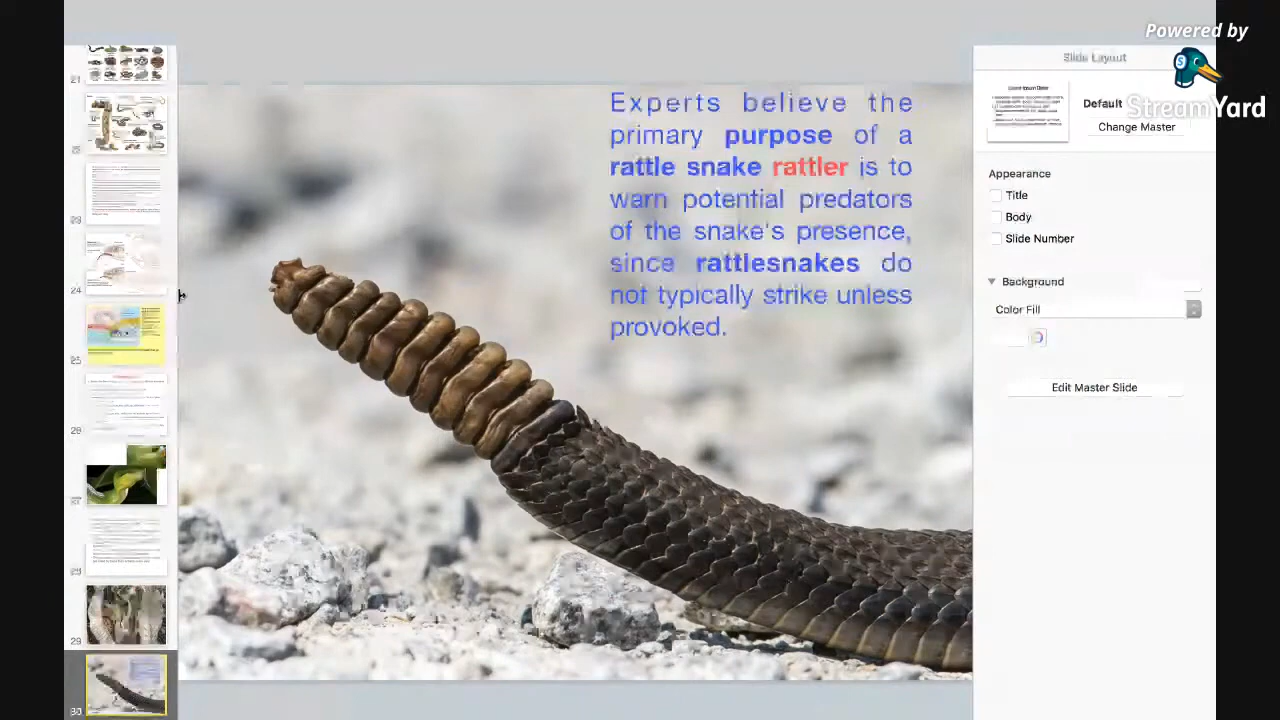 Powered by
StreamYard
Experts believe the
primary purpose of a
rattle snake rattler is to
warn potential predators
of the snake's presence,
since rattlesnakes do
not typically strike unless
provoked.
Slide Layout
Default
Change Master
Appearance
Title
Body
Slide Number
Background
Color Fill
Edit Master Slide
21
23
24
25
29
30